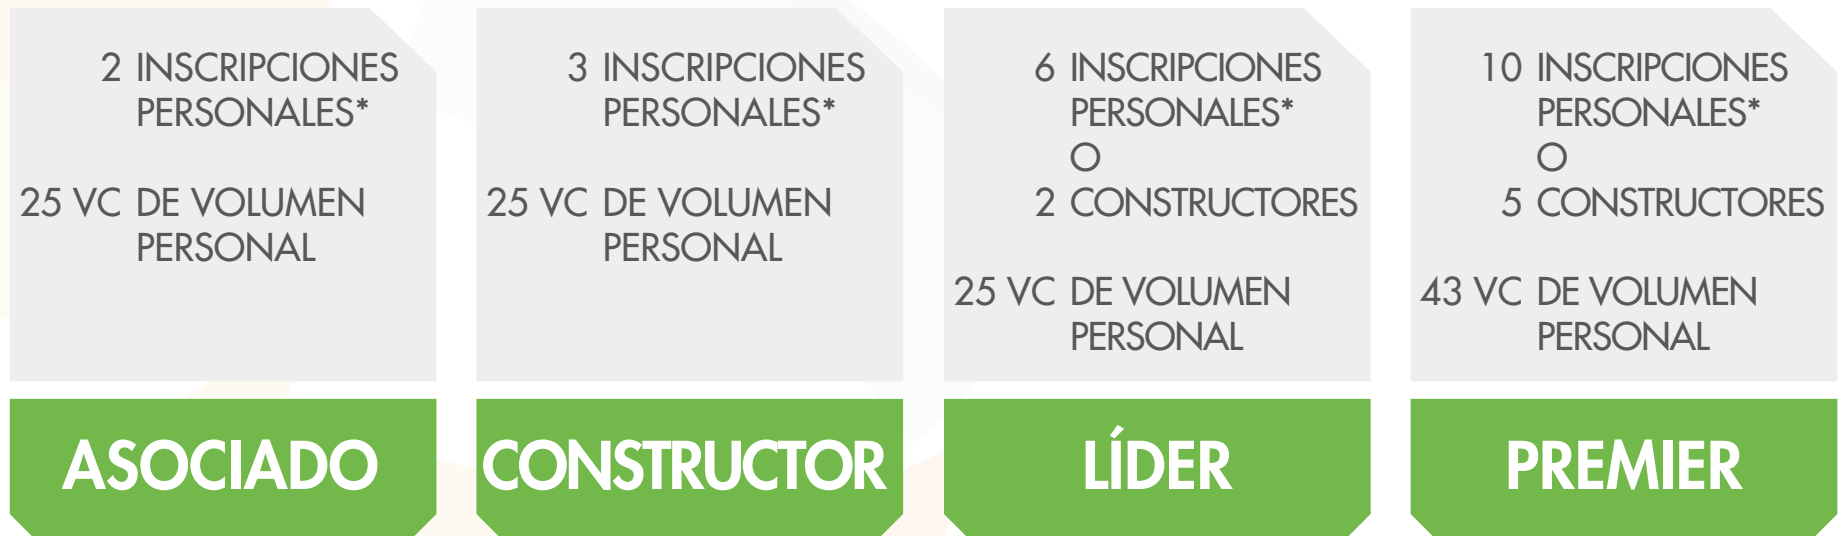 2 INSCRIPCIONES
PERSONALES*
25 VC DE VOLUMEN
PERSONAL
ASOCIADO
3 INSCRIPCIONES
PERSONALES*
25 VC DE VOLUMEN
PERSONAL
CONSTRUCTOR
6 INSCRIPCIONES
PERSONALES*
O
2 CONSTRUCTORES
25 VC DE VOLUMEN
PERSONAL
LÍDER
10 INSCRIPCIONES
PERSONALES*
O
5 CONSTRUCTORES
43 VC DE VOLUMEN
PERSONAL
PREMIER